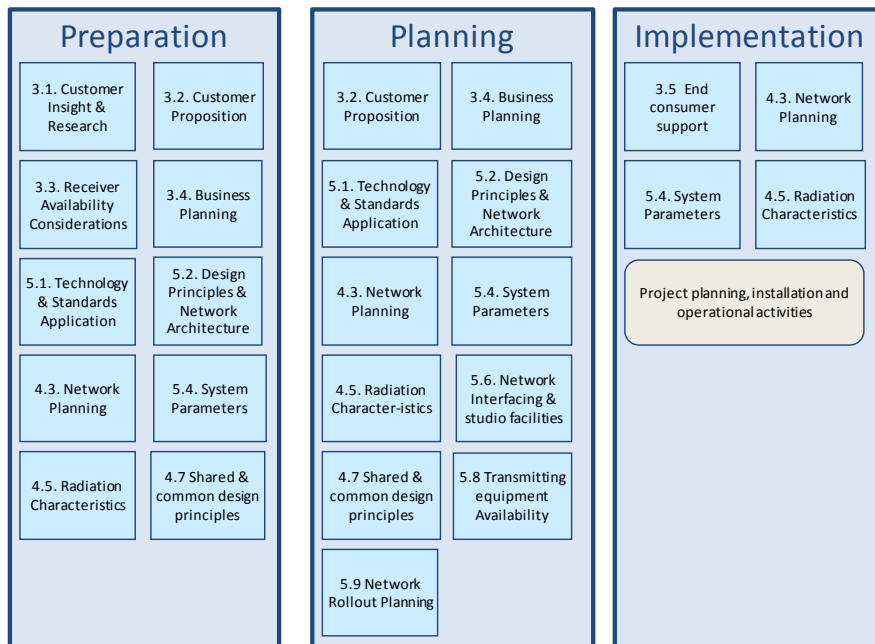 Preparation
3.1. Customer
Insight &
Research
3.2. Customer
Proposition
3.3. Receiver
Availability
Considerations
3.4. Business
Planning
5.1. Technology
& Standards
Application
5.2. Design
Principles &
Network
Architecture
4.3. Network
Planning
5.4. System
Parameters
4.5. Radiation
Characteristics
4.7 Shared &
common design
principles
Planning
3.2. Customer
Proposition
3.4. Business
Planning
5.1. Technology
& Standards
Application
5.2. Design
Principles &
Network
Architecture
4.3. Network
Planning
5.4. System
Parameters
4.5. Radiation
Character-istics
5.6. Network
Interfacing &
studio facilities
4.7 Shared &
common design
principles
5.8 Transmitting
equipment
Availability
5.9 Network
Rollout Planning
Implementation
3.5 End
consumer
support
4.3. Network
Planning
5.4. System
Parameters
4.5. Radiation
Characteristics
Project planning, installation and
operational activities